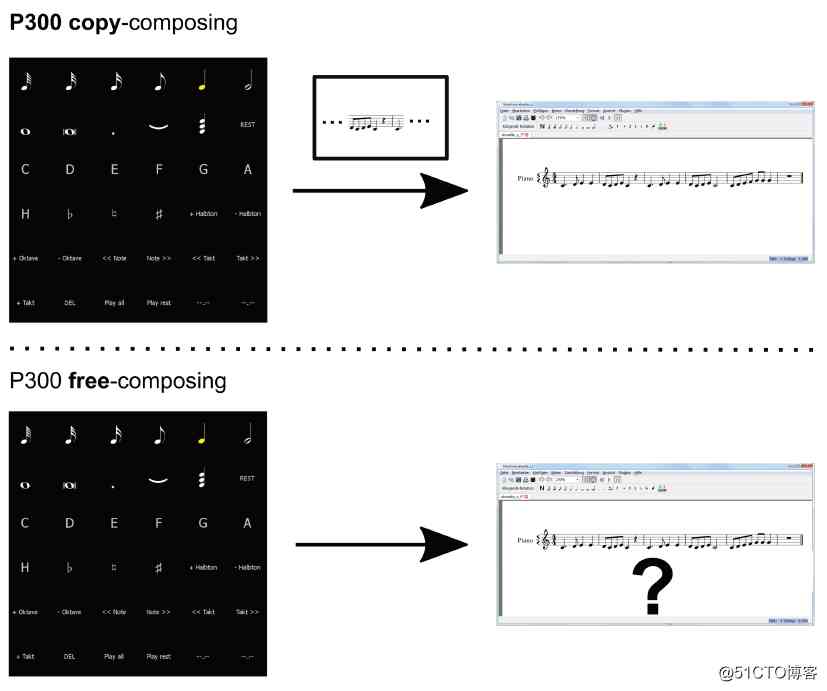 P300 copy-composing
REST
C D E F G A
H ♭ ♮ ♯ + Halbton - Halbton
+ Oktave - Oktave << Note Note >> << Takt Takt >>
+ Takt DEL Play all Play rest --.-- --.--
Piano
P300 free-composing
REST
C D E F G A
H ♭ ♮ ♯ + Halbton - Halbton
+ Oktave - Oktave << Note Note >> << Takt Takt >>
+ Takt DEL Play all Play rest --.-- --.--
Piano
?
@51CTO博客